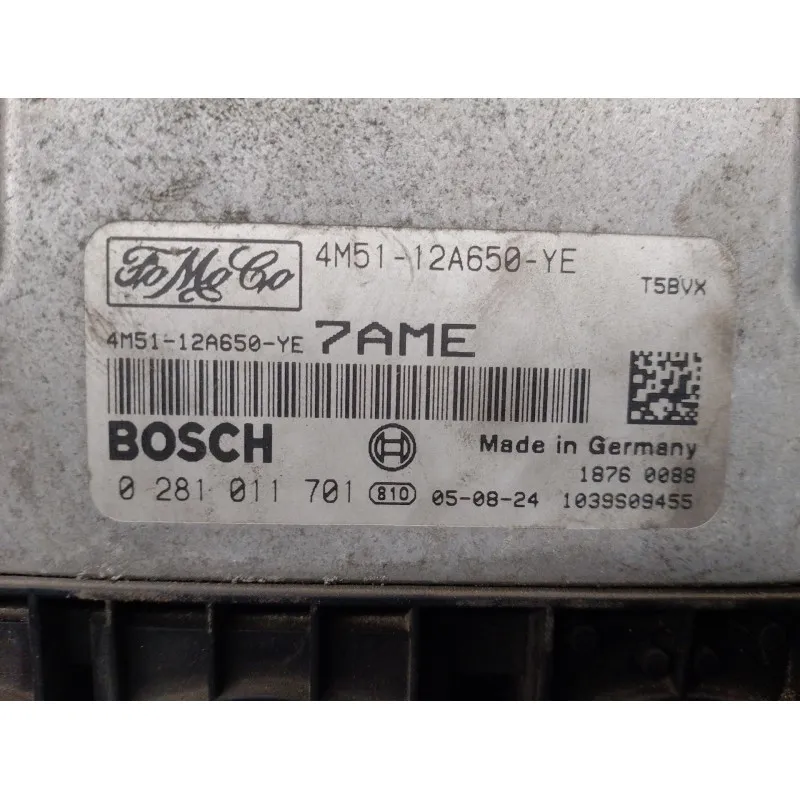 FoMoCo 4M51-12A650-YE
T5BVX
4M51-12A650-YE 7AME
BOSCH Made in Germany
1876 0088
0 281 011 701 810 05-08-24 1039S09455